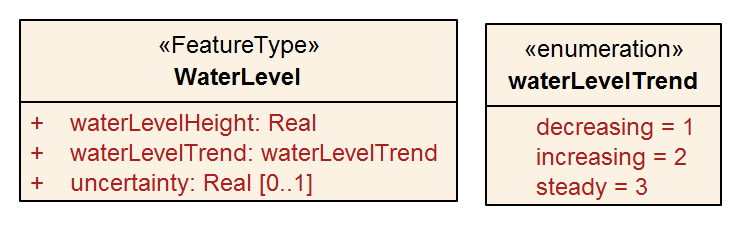 «FeatureType»
WaterLevel
+ waterLevelHeight: Real
+ waterLevelTrend: waterLevelTrend
+ uncertainty: Real [0..1]
«enumeration»
waterLevelTrend
decreasing = 1
increasing = 2
steady = 3